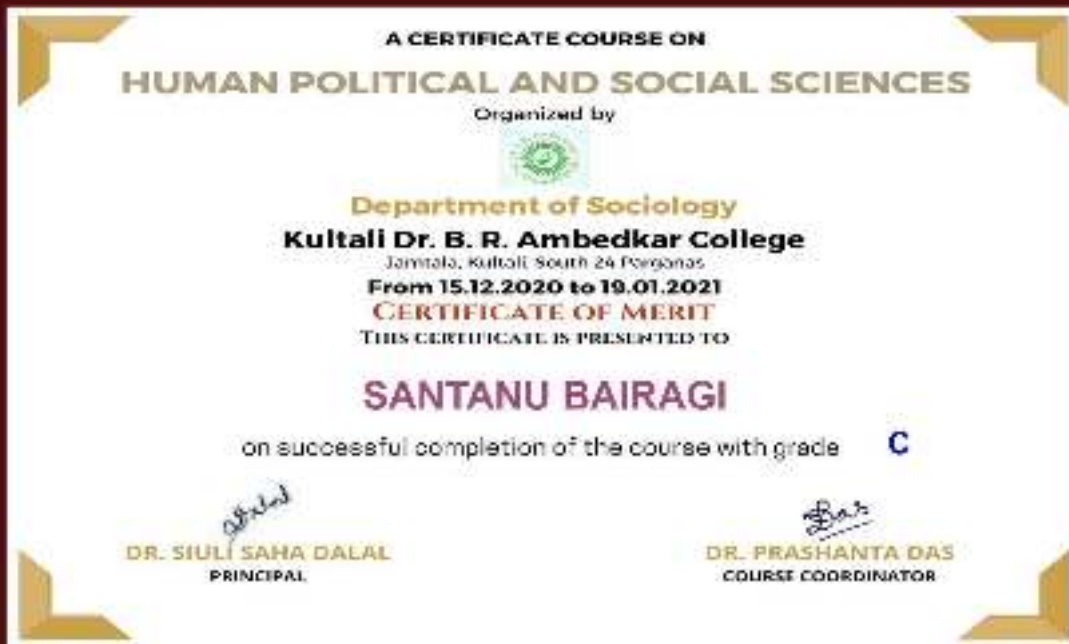 A CERTIFICATE COURSE ON
HUMAN POLITICAL AND SOCIAL SCIENCES
Organized by
Department of Sociology
Kultali Dr. B. R. Ambedkar College
Jamtala, Kultali, South 24 Parganas
From 15.12.2020 to 19.01.2021
CERTIFICATE OF MERIT
THIS CERTIFICATE IS PRESENTED TO
SANTANU BAIRAGI
on successful completion of the course with grade C
DR. SIULI SAHA DALAL
PRINCIPAL
Das
DR. PRASHANTA DAS
COURSE COORDINATOR